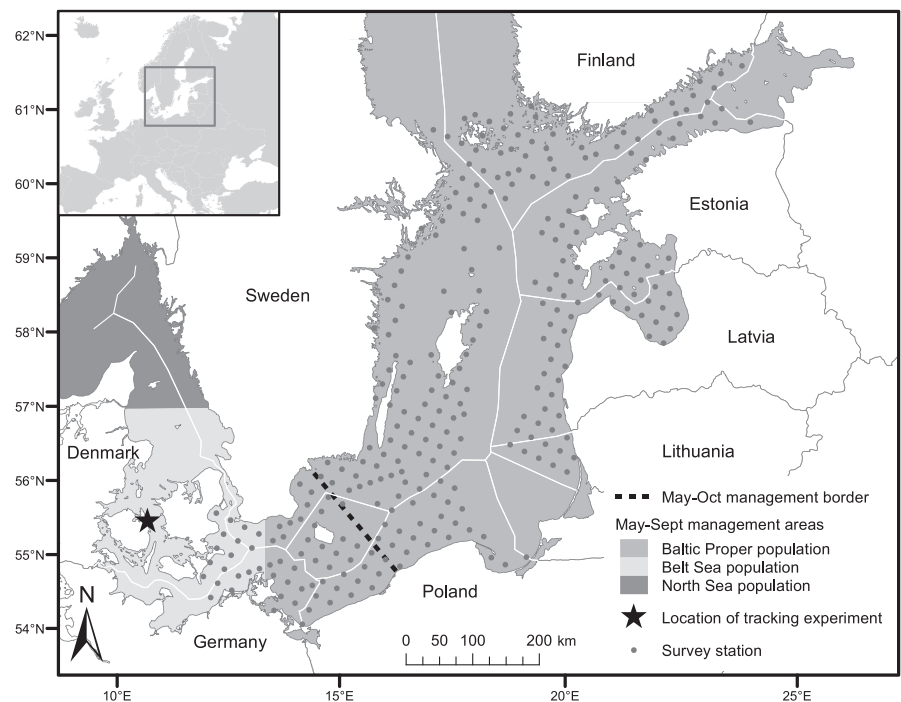 62°N
61°N
60°N
59°N
58°N
57°N
56°N
55°N
54°N
Finland
Estonia
Sweden
Latvia
Denmark
Lithuania
May-Oct management border
May-Sept management areas
Baltic Proper population
Belt Sea population
North Sea population
Location of tracking experiment
Survey station
Poland
Germany
N
0 50 100 200 km
10°E 15°E 20°E 25°E